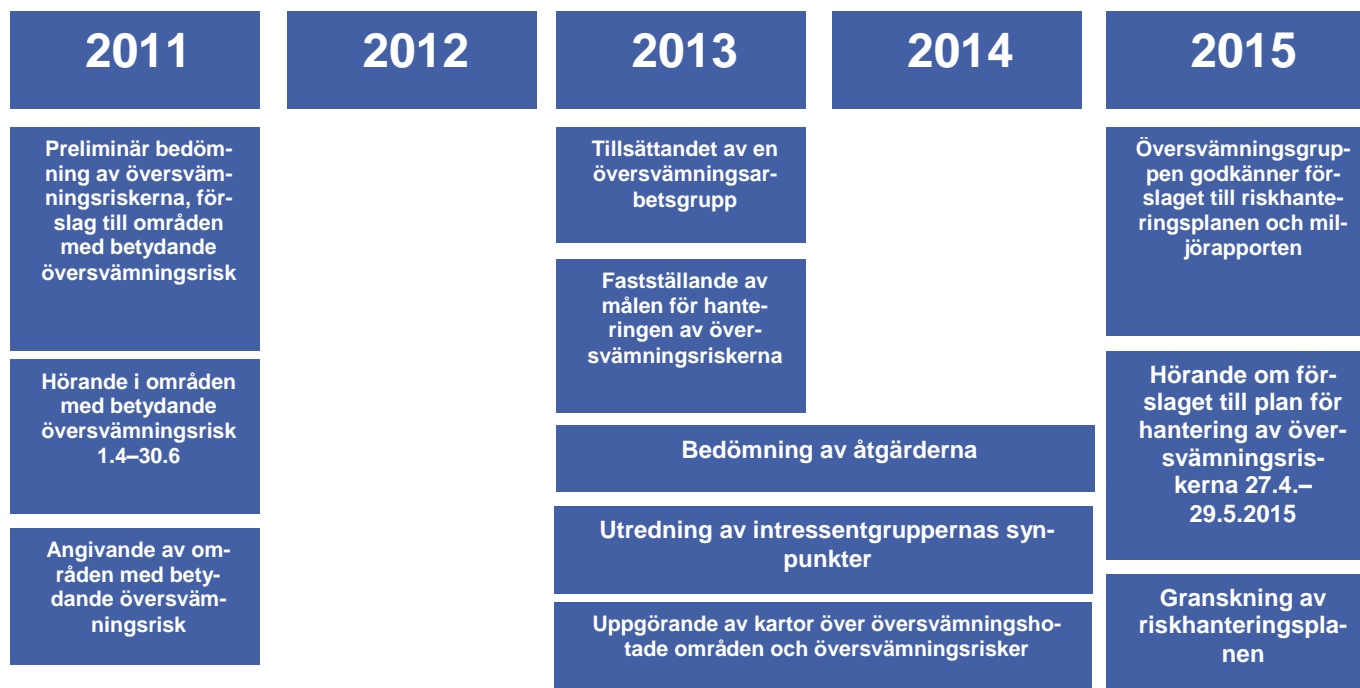 2011
2012
2013
2014
2015
Preliminär bedöm-
ning av översväm-
ningsriskerna, för-
slag till områden
med betydande
översvämningsrisk
Hörande i områden
med betydande
översvämningsrisk
1.4–30.6
Angivande av om-
råden med bety-
dande översväm-
ningsrisk
Tillsättandet av en
översvämningsar-
betsgrupp
Fastställande av
målen för hante-
ringen av över-
svämningsriskerna
Bedömning av åtgärderna
Utredning av intressentgruppernas syn-
punkter
Uppgörande av kartor över översvämningsho-
tade områden och översvämningsrisker
Översvämningsgrup-
pen godkänner för-
slaget till riskhante-
ringsplanen och mil-
jörapporten
Hörande om för-
slaget till plan för
hantering av över-
svämningsris-
kerna 27.4.–
29.5.2015
Granskning av
riskhanteringspla-
nen